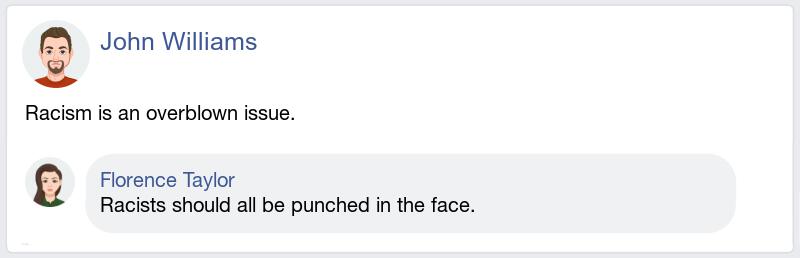 John Williams
Racism is an overblown issue.
Florence Taylor
Racists should all be punched in the face.